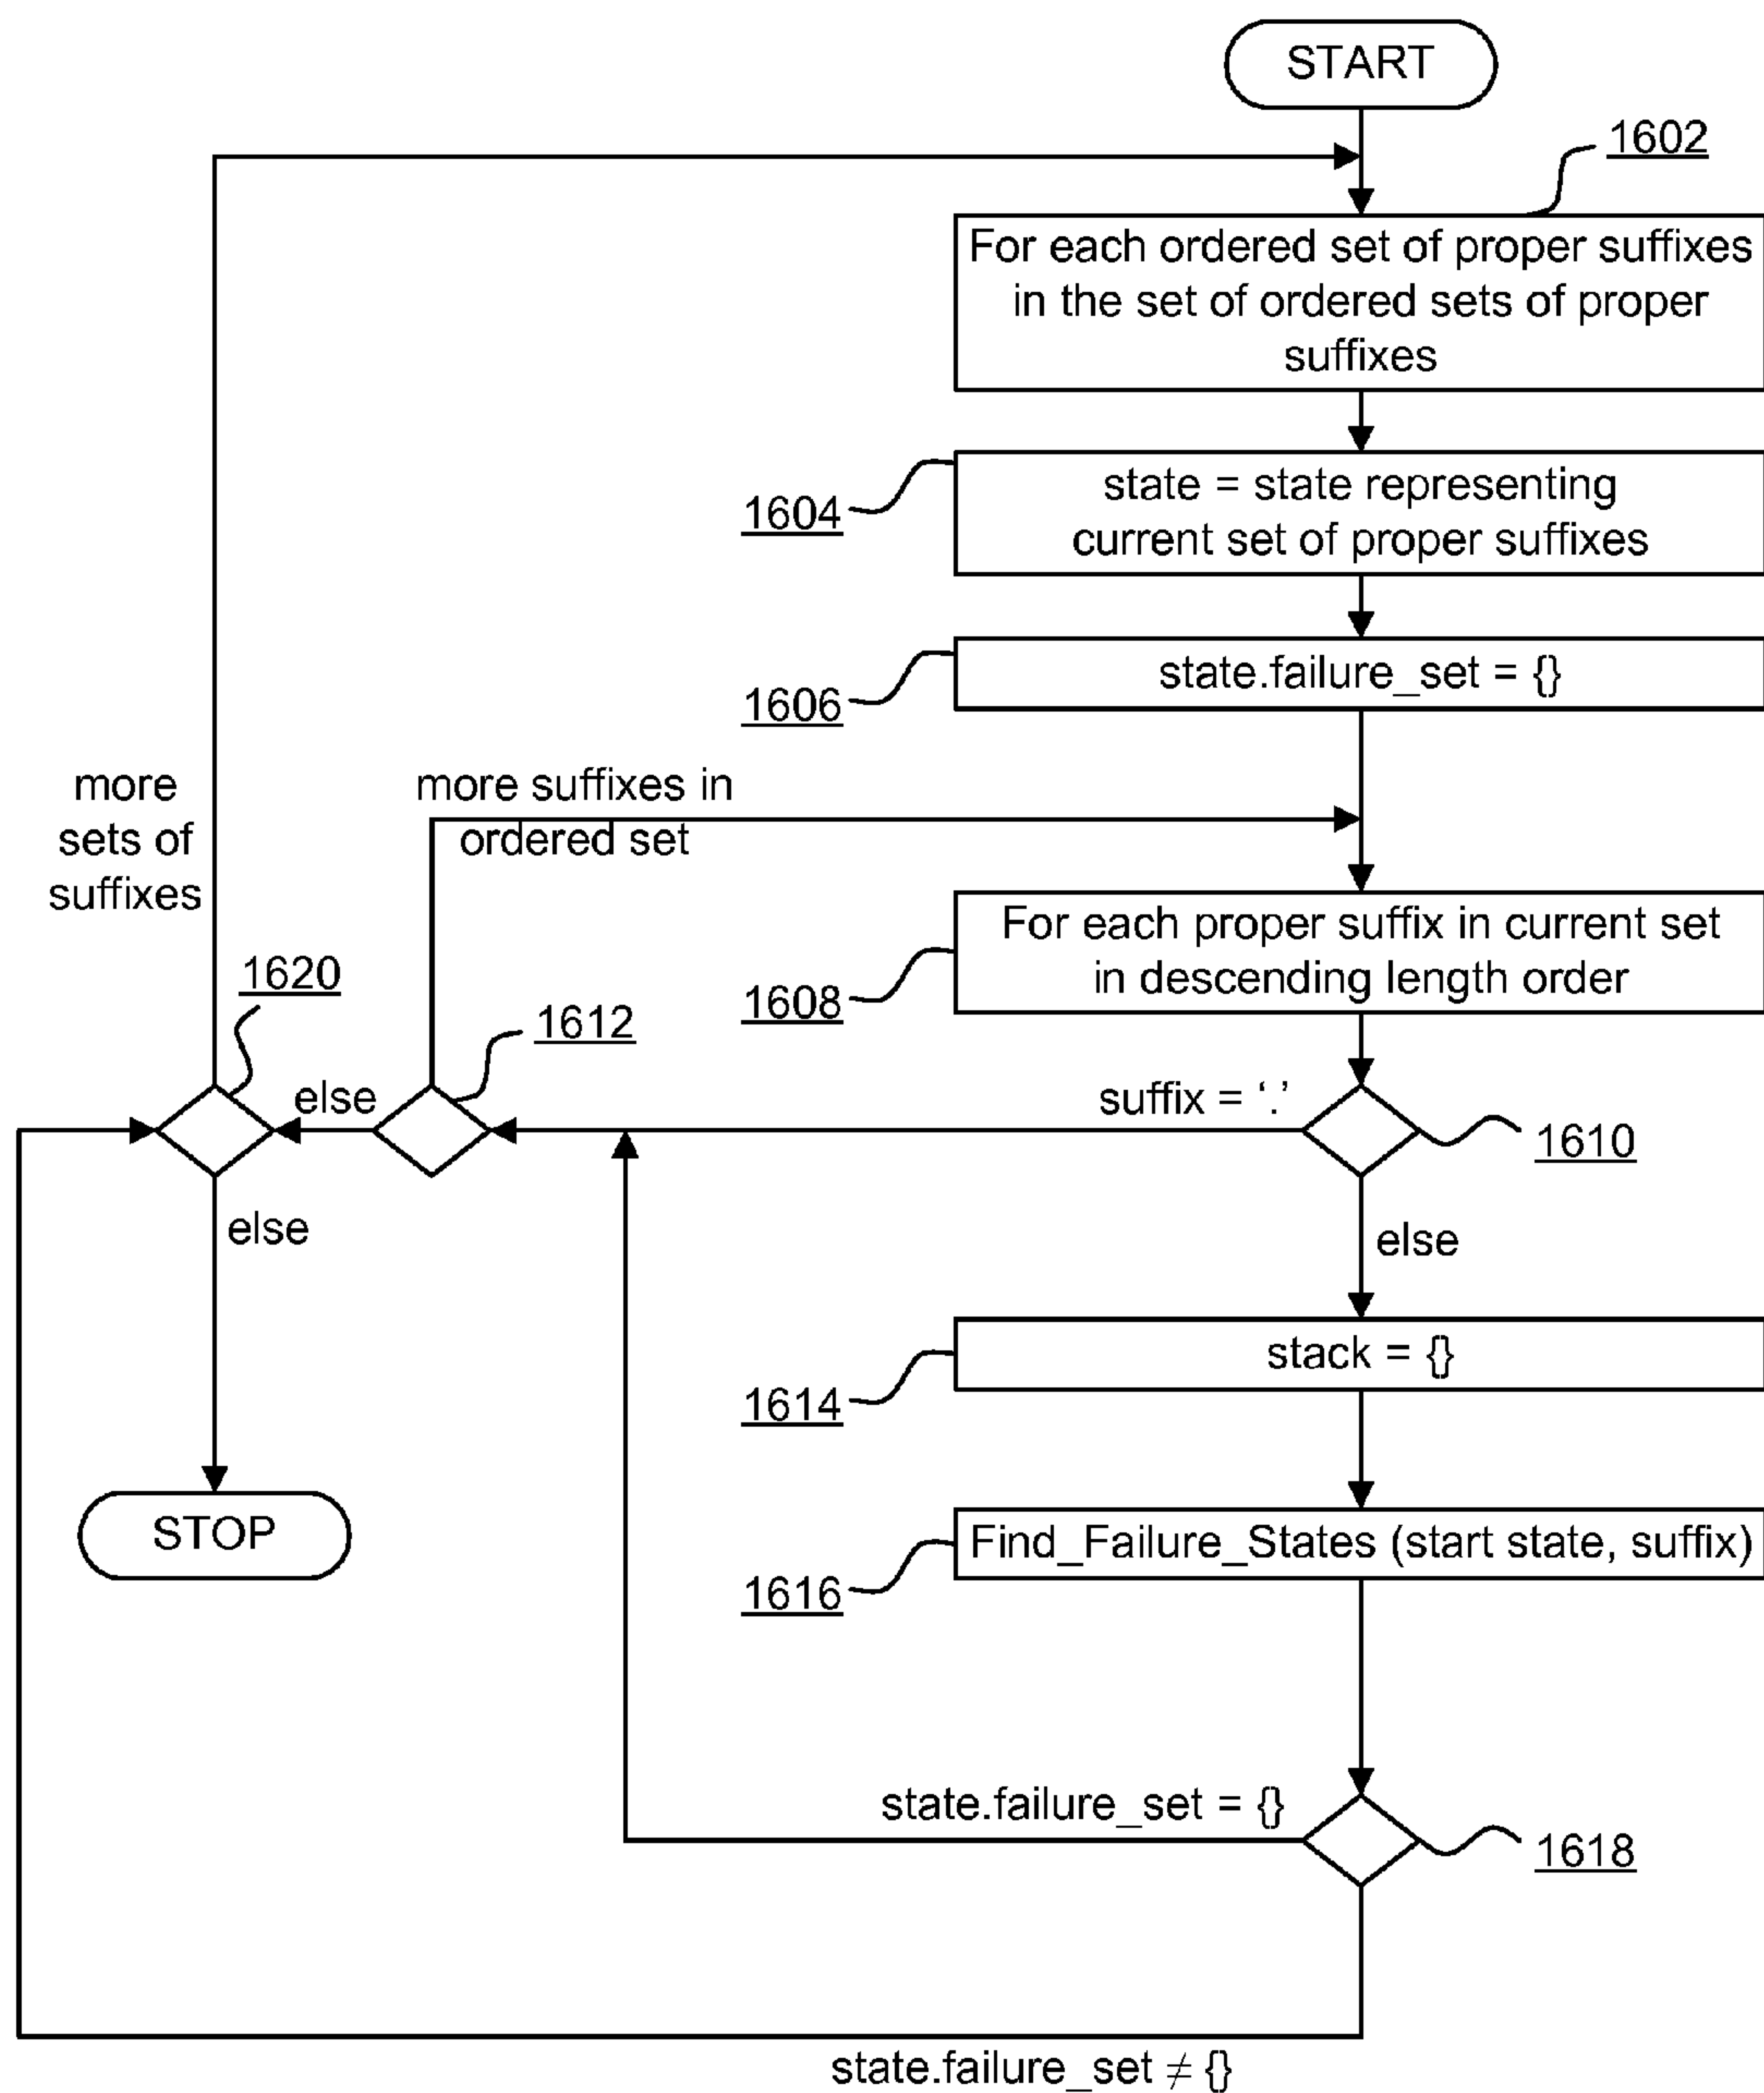 START
1602
For each ordered set of proper suffixes
in the set of ordered sets of proper
suffixes
1604
state = state representing
current set of proper suffixes
1606
state.failure_set = {}
more
sets of
suffixes
more suffixes in
ordered set
1608
For each proper suffix in current set
in descending length order
1620
1612
else
suffix = ‘.’
1610
else
else
1614
stack = {}
STOP
1616
Find_Failure_States (start state, suffix)
state.failure_set = {}
1618
state.failure_set ≠ {}